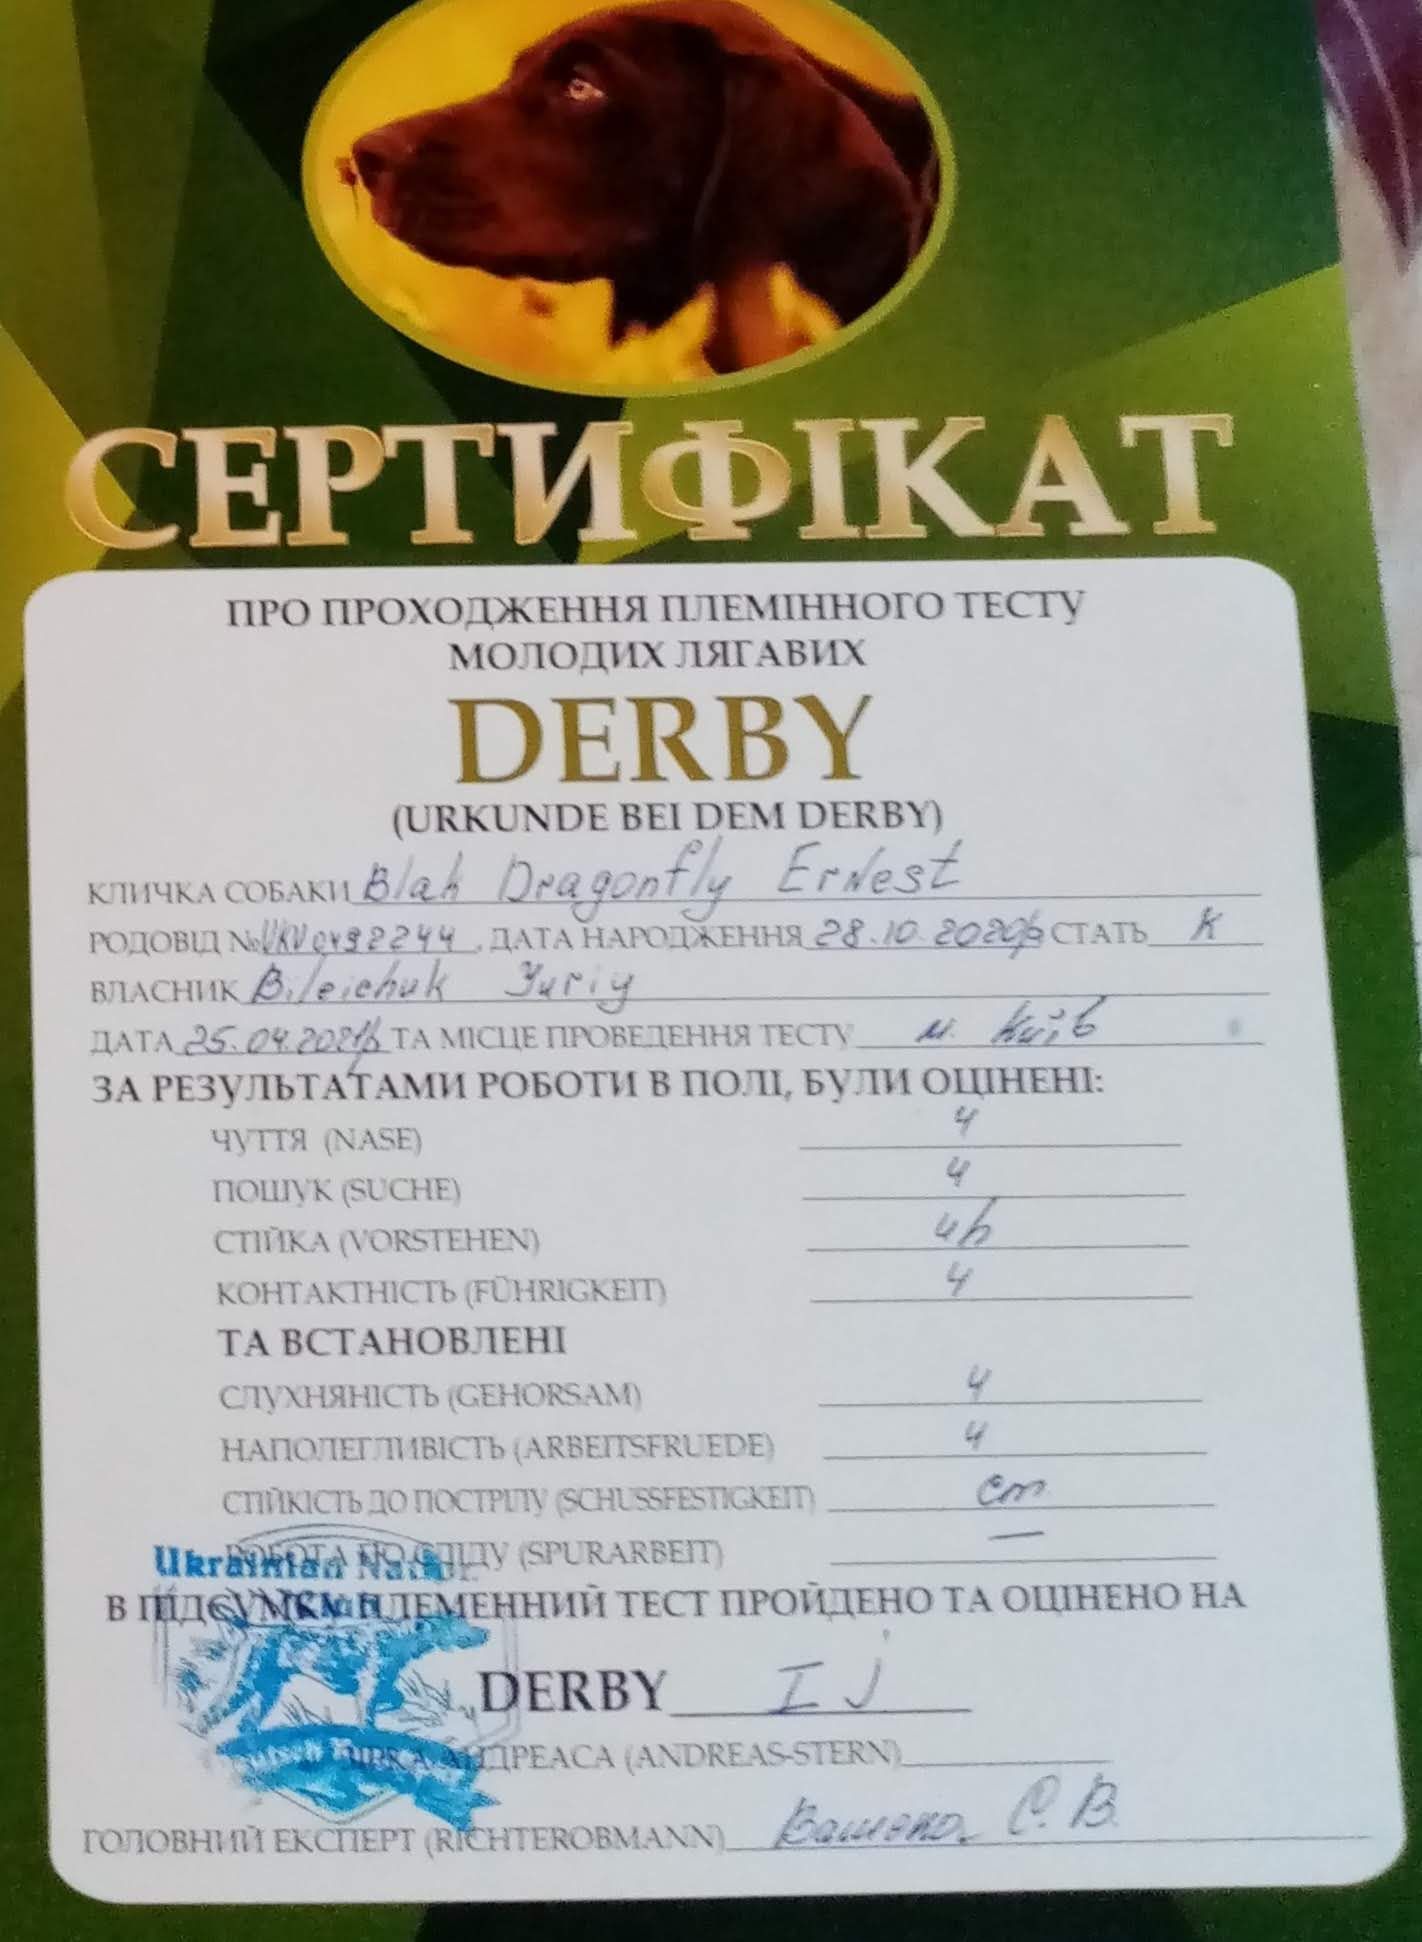 СЕРТИФІКАТ
ПРО ПРОХОДЖЕННЯ ПЛЕМІННОГО ТЕСТУ
МОЛОДИХ ЛЯГАВИХ
DERBY
(URKUNDE BEI DEM DERBY)
КЛИЧКА СОБАКИ Blak Dragonfly Ernest
РОДОВІД № ДАТА НАРОДЖЕННЯ 28.10.2020р СТАТЬ К
ВЛАСНИК Bileichuk Yuriy
ДАТА 25.04.2021р ТА МІСЦЕ ПРОВЕДЕННЯ ТЕСТУ м. Київ
ЗА РЕЗУЛЬТАТАМИ РОБОТИ В ПОЛІ, БУЛИ ОЦІНЕНІ:
ЧУТТЯ (NASE) 4
ПОШУК (SUCHE) 4
СТІЙКА (VORSTEHEN) 4h
КОНТАКТНІСТЬ (FÜHRIGKEIT) 4
ТА ВСТАНОВЛЕНІ
СЛУХНЯНІСТЬ (GEHORSAM) 4
НАПОЛЕГЛИВІСТЬ (ARBEITSFRUEDE) 4
СТІЙКІСТЬ ДО ПОСТРІЛУ (SCHUSSFESTIGKEIT) ст
РОБОТА ПО СЛІДУ (SPURARBEIT) —
Ukrainian
В ПІДСУМКУ ПЛЕМЕННИЙ ТЕСТ ПРОЙДЕНО ТА ОЦІНЕНО НА
DERBY I J
АНДРЕАСА (ANDREAS-STERN)
ГОЛОВНИЙ ЕКСПЕРТ (RICHTEROBMANN) С. В.